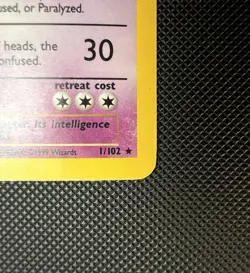 used, or Paralyzed.
heads, the
30
onfused.
retreat cost
Its intelligence
©1999 Wizards.
1/102 ★